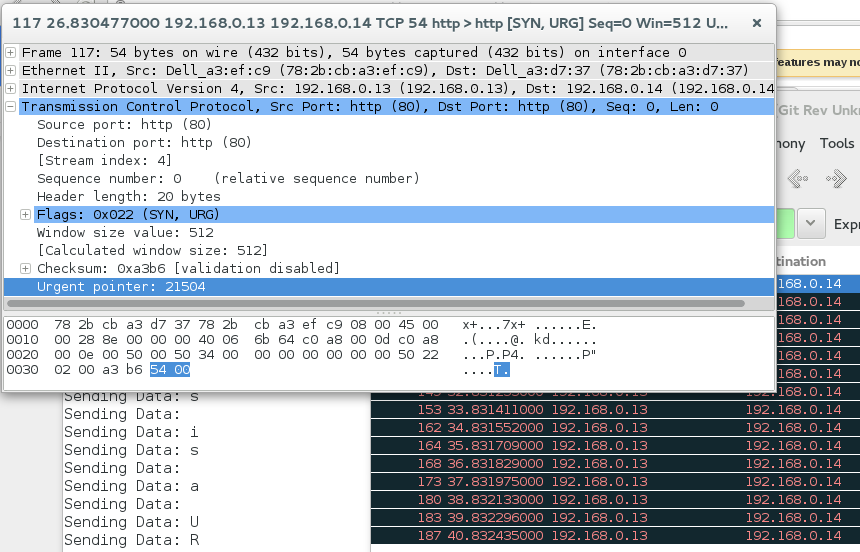 117 26.830477000 192.168.0.13 192.168.0.14 TCP 54 http > http [SYN, URG] Seq=0 Win=512 U... ×
Frame 117: 54 bytes on wire (432 bits), 54 bytes captured (432 bits) on interface 0
Ethernet II, Src: Dell_a3:ef:c9 (78:2b:cb:a3:ef:c9), Dst: Dell_a3:d7:37 (78:2b:cb:a3:d7:37)
Internet Protocol Version 4, Src: 192.168.0.13 (192.168.0.13), Dst: 192.168.0.14 (192.168.0.14
Transmission Control Protocol, Src Port: http (80), Dst Port: http (80), Seq: 0, Len: 0
Source port: http (80)
Destination port: http (80)
[Stream index: 4]
Sequence number: 0    (relative sequence number)
Header length: 20 bytes
Flags: 0x022 (SYN, URG)
Window size value: 512
[Calculated window size: 512]
Checksum: 0xa3b6 [validation disabled]
Urgent pointer: 21504
0000  78 2b cb a3 d7 37 78 2b  cb a3 ef c9 08 00 45 00   x+...7x+ ......E.
0010  00 28 8e 00 00 00 40 06  6b 64 c0 a8 00 0d c0 a8   .(....@. kd......
0020  00 0e 00 50 00 50 34 00  00 00 00 00 00 00 50 22   ...P.P4. ......P"
0030  02 00 a3 b6 54 00   ....T.
features may no
Git Rev Unkn
hony Tools
Expre
tination
.168.0.14
.168.0.14
.168.0.14
.168.0.14
.168.0.14
.168.0.14
Sending Data: s
Sending Data:
Sending Data: i
Sending Data: s
Sending Data:
Sending Data: a
Sending Data:
Sending Data: U
Sending Data: R
153 33.831411000 192.168.0.13 192.168.0.14
162 34.831552000 192.168.0.13 192.168.0.14
164 35.831709000 192.168.0.13 192.168.0.14
168 36.831829000 192.168.0.13 192.168.0.14
173 37.831975000 192.168.0.13 192.168.0.14
180 38.832133000 192.168.0.13 192.168.0.14
183 39.832296000 192.168.0.13 192.168.0.14
187 40.832435000 192.168.0.13 192.168.0.14